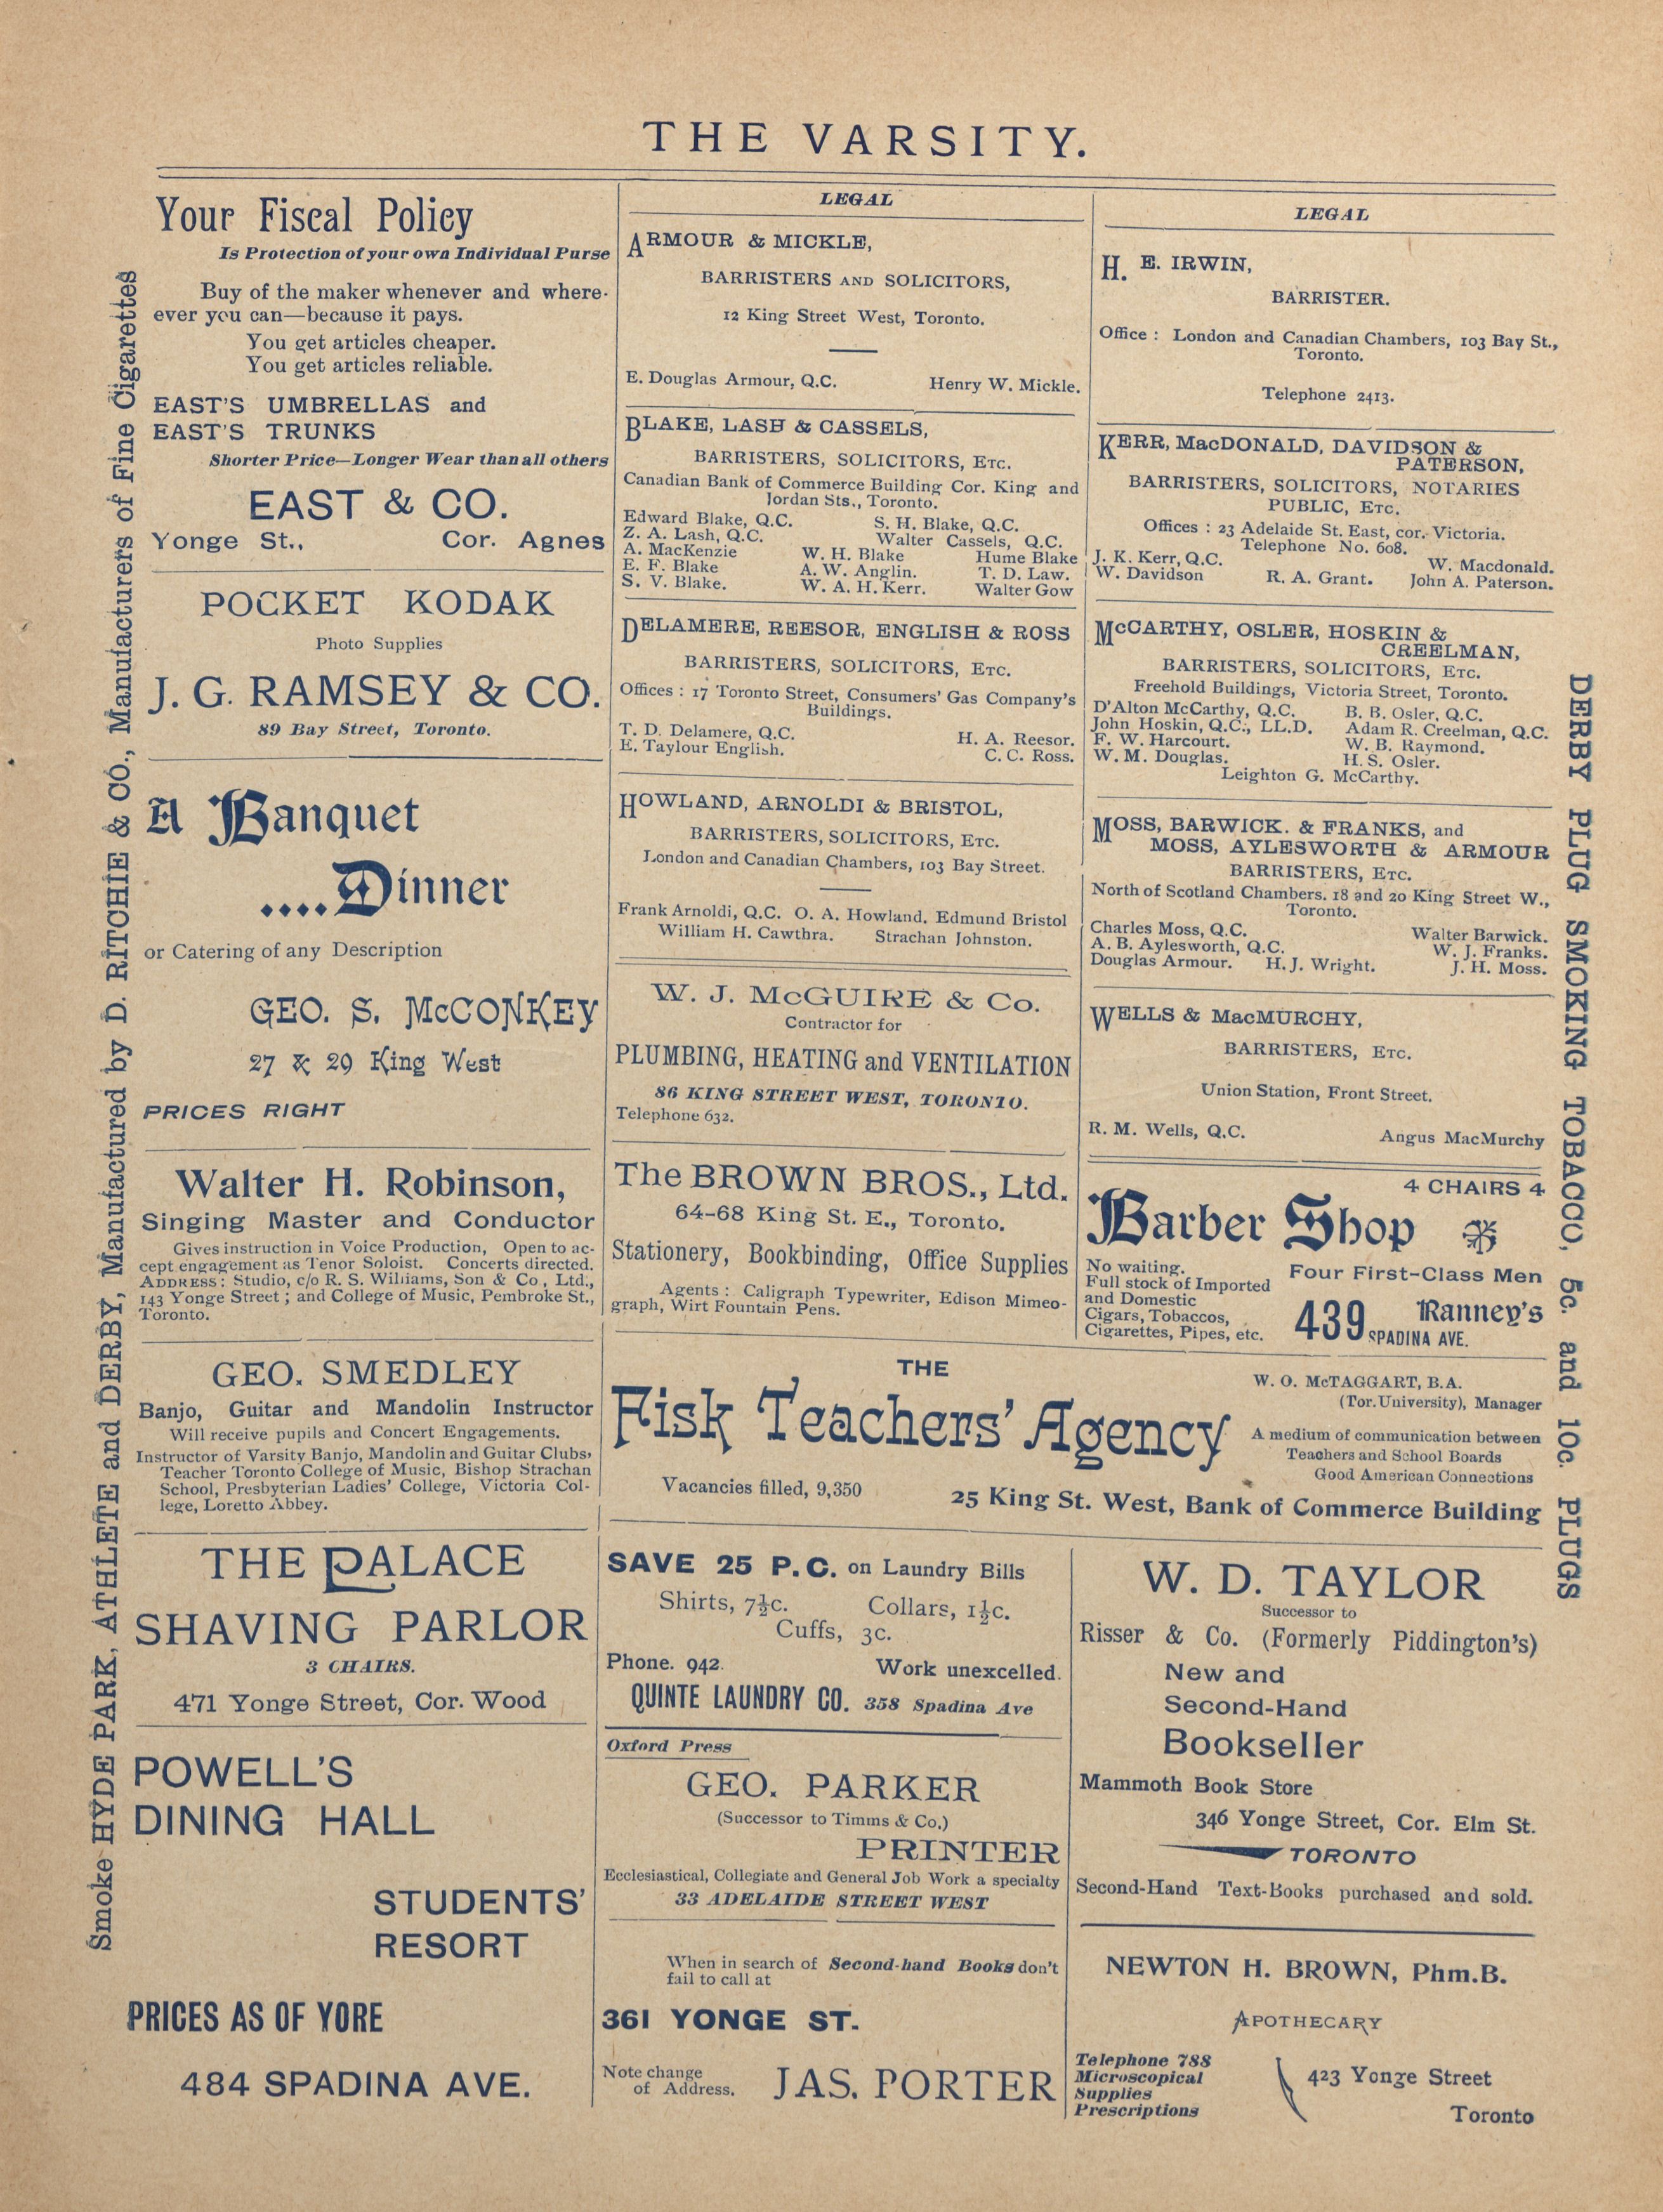 THE VARSITY.
Smoke HYDE PARK, ATHLETE and DERBY, Manufactured by D. RITCHIE & CO., Manufacturers of Fine Cigarettes
Your Fiscal Policy
Is Protection of your own Individual Purse
Buy of the maker whenever and where-
ever you can—because it pays.
You get articles cheaper.
You get articles reliable.
EAST'S UMBRELLAS and
EAST'S TRUNKS
Shorter Price—Longer Wear than all others
EAST & CO.
Yonge St., Cor. Agnes
POCKET KODAK
Photo Supplies
J. G. RAMSEY & CO.
89 Bay Street, Toronto.
A Banquet
....Dinner
or Catering of any Description
GEO. S. McCONKEY
27 & 29 King West
PRICES RIGHT
Walter H. Robinson,
Singing Master and Conductor
Gives instruction in Voice Production, Open to ac-
cept engagement as Tenor Soloist. Concerts directed.
ADDRESS: Studio, c/o R. S. Williams, Son & Co, Ltd.,
143 Yonge Street; and College of Music, Pembroke St.,
Toronto.
GEO. SMEDLEY
Banjo, Guitar and Mandolin Instructor
Will receive pupils and Concert Engagements.
Instructor of Varsity Banjo, Mandolin and Guitar Clubs,
Teacher Toronto College of Music, Bishop Strachan
School, Presbyterian Ladies' College, Victoria Col-
lege, Loretto Abbey.
THE PALACE
SHAVING PARLOR
3 CHAIRS.
471 Yonge Street, Cor. Wood
POWELL'S
DINING HALL
STUDENTS'
RESORT
PRICES AS OF YORE
484 SPADINA AVE.
LEGAL
ARMOUR & MICKLE,
BARRISTERS AND SOLICITORS,
12 King Street West, Toronto.
E. Douglas Armour, Q.C. Henry W. Mickle.
BLAKE, LASH & CASSELS,
BARRISTERS, SOLICITORS, ETC.
Canadian Bank of Commerce Building Cor. King and
Jordan Sts., Toronto.
Edward Blake, Q.C. S. H. Blake, Q.C.
Z. A. Lash, Q.C. Walter Cassels, Q.C.
A. MacKenzie W. H. Blake Hume Blake
E. F. Blake A. W. Anglin. T. D. Law.
S. V. Blake. W. A. H. Kerr. Walter Gow
DELAMERE, REESOR, ENGLISH & ROSS
BARRISTERS, SOLICITORS, ETC.
Offices : 17 Toronto Street, Consumers' Gas Company's
Buildings.
T. D. Delamere, Q.C. H. A. Reesor.
E. Taylour English. C. C. Ross.
HOWLAND, ARNOLDI & BRISTOL,
BARRISTERS, SOLICITORS, ETC.
London and Canadian Chambers, 103 Bay Street.
Frank Arnoldi, Q.C. O. A. Howland. Edmund Bristol
William H. Cawthra. Strachan Johnston.
W. J. McGUIRE & Co.
Contractor for
PLUMBING, HEATING and VENTILATION
86 KING STREET WEST, TORONTO.
Telephone 632.
The BROWN BROS., Ltd.
64-68 King St. E., Toronto.
Stationery, Bookbinding, Office Supplies
Agents : Caligraph Typewriter, Edison Mimeo-
graph, Wirt Fountain Pens.
LEGAL
H. E. IRWIN,
BARRISTER.
Office : London and Canadian Chambers, 103 Bay St.,
Toronto.
Telephone 2413.
KERR, MacDONALD, DAVIDSON &
PATERSON,
BARRISTERS, SOLICITORS, NOTARIES
PUBLIC, ETC.
Offices : 23 Adelaide St. East, cor. Victoria.
Telephone No. 608.
J. K. Kerr, Q.C. W. Macdonald.
W. Davidson R. A. Grant. John A. Paterson.
McCARTHY, OSLER, HOSKIN &
CREELMAN,
BARRISTERS, SOLICITORS, ETC.
Freehold Buildings, Victoria Street, Toronto.
D'Alton McCarthy, Q.C. B. B. Osler, Q.C.
John Hoskin, Q.C., LL.D. Adam R. Creelman, Q.C.
F. W. Harcourt. W. B. Raymond.
W. M. Douglas. H. S. Osler.
Leighton G. McCarthy.
MOSS, BARWICK. & FRANKS, and
MOSS, AYLESWORTH & ARMOUR
BARRISTERS, ETC.
North of Scotland Chambers. 18 and 20 King Street W.,
Toronto.
Charles Moss, Q.C. Walter Barwick.
A. B. Aylesworth, Q.C. W. J. Franks.
Douglas Armour. H. J. Wright. J. H. Moss.
WELLS & MacMURCHY,
BARRISTERS, ETC.
Union Station, Front Street.
R. M. Wells, Q.C. Angus MacMurchy
4 CHAIRS 4
Barber Shop
No waiting.
Full stock of Imported
and Domestic
Cigars, Tobaccos,
Cigarettes, Pipes, etc.
Four First-Class Men
439 Ranney's
SPADINA AVE.
THE
Fisk Teachers' Agency
W. O. McTAGGART, B.A.
(Tor. University), Manager
A medium of communication between
Teachers and School Boards
Good American Connections
Vacancies filled, 9,350
25 King St. West, Bank of Commerce Building
SAVE 25 P.C. on Laundry Bills
Shirts, 7½c. Collars, 1½c.
Cuffs, 3c.
Phone. 942. Work unexcelled.
QUINTE LAUNDRY CO. 358 Spadina Ave
Oxford Press
GEO. PARKER
(Successor to Timms & Co.)
PRINTER
Ecclesiastical, Collegiate and General Job Work a specialty
33 ADELAIDE STREET WEST
When in search of Second-hand Books don't
fail to call at
361 YONGE ST.
Note change
of Address.
JAS. PORTER
W. D. TAYLOR
Successor to
Risser & Co. (Formerly Piddington's)
New and
Second-Hand
Bookseller
Mammoth Book Store
346 Yonge Street, Cor. Elm St.
TORONTO
Second-Hand Text-Books purchased and sold.
NEWTON H. BROWN, Phm.B.
APOTHECARY
Telephone 788
Microscopical
Supplies
Prescriptions
423 Yonge Street
Toronto
DERBY PLUG SMOKING TOBACCO, 5c. and 10c. PLUGS